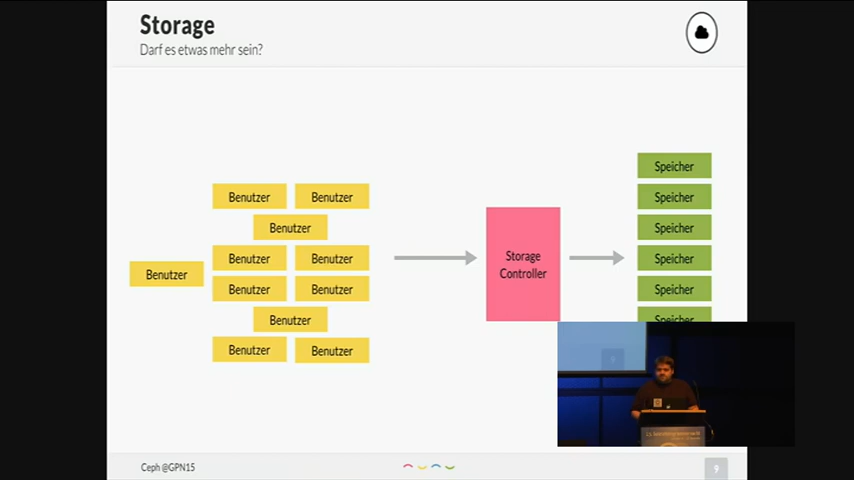 Storage
Darf es etwas mehr sein?
Benutzer
Benutzer
Benutzer
Benutzer
Benutzer
Benutzer
Benutzer
Benutzer
Benutzer
Benutzer
Benutzer
Storage
Controller
Speicher
Speicher
Speicher
Speicher
Speicher
Speicher
Ceph @GPN15
9